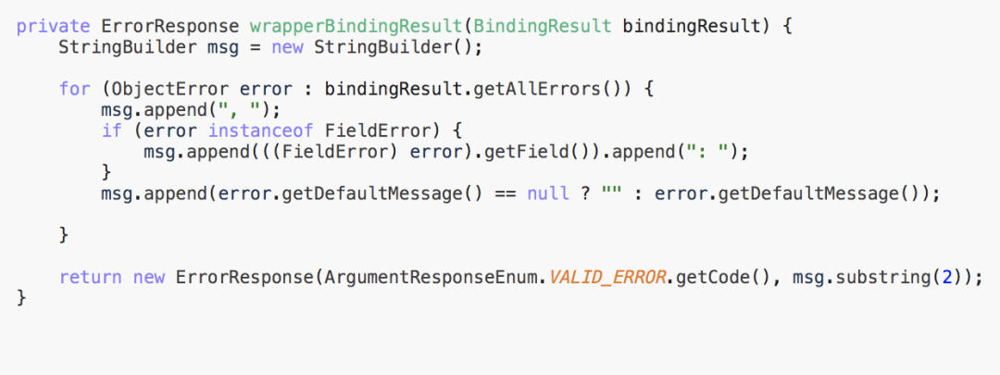 private ErrorResponse wrapperBindingResult(BindingResult bindingResult) {
StringBuilder msg = new StringBuilder();
for (ObjectError error : bindingResult.getAllErrors()) {
msg.append(", ");
if (error instanceof FieldError) {
msg.append(((FieldError) error).getField()).append(": ");
}
msg.append(error.getDefaultMessage() == null ? "" : error.getDefaultMessage());
}
return new ErrorResponse(ArgumentResponseEnum.VALID_ERROR.getCode(), msg.substring(2));
}